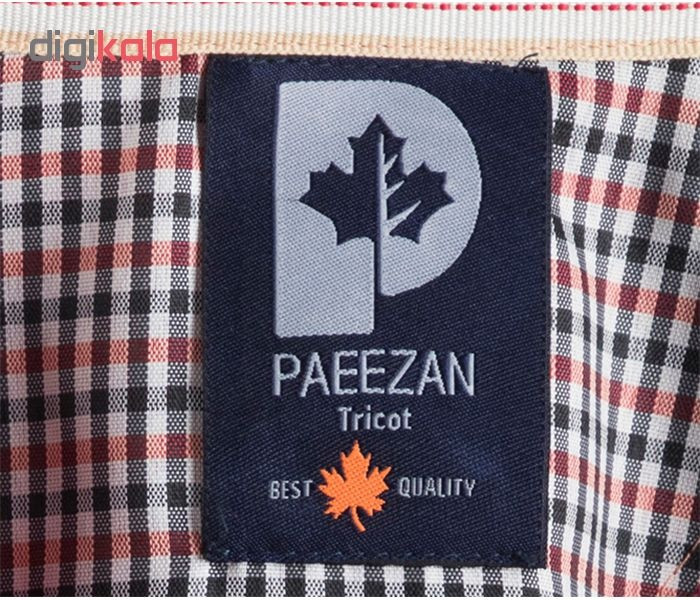 digikala
PAEEZAN
Tricot
BEST QUALITY